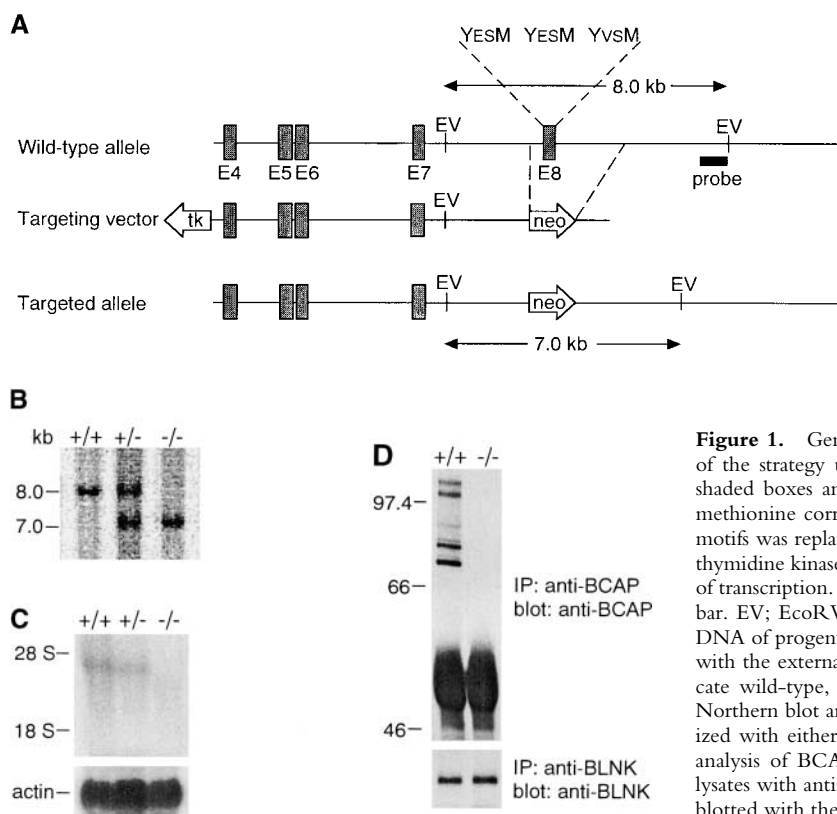 A
YESM YESM YVSM
8.0 kb
EV
EV
Wild-type allele
E4
E5
E6
E7
E8
probe
EV
Targeting vector
tk
neo
EV
EV
Targeted allele
neo
7.0 kb
B
kb +/+ +/- -/-
8.0
7.0
C
+/+ +/- -/-
28 S
18 S
actin
D
+/+ -/-
97.4
66
46
IP: anti-BCAP
blot: anti-BCAP
IP: anti-BLNK
blot: anti-BLNK
Figure 1. Ger
of the strategy u
shaded boxes an
methionine corr
motifs was repla
thymidine kinase
of transcription.
bar. EV; EcoRV
DNA of progen
with the externa
cate wild-type,
Northern blot ar
ized with either
analysis of BCA
lysates with anti
blotted with the